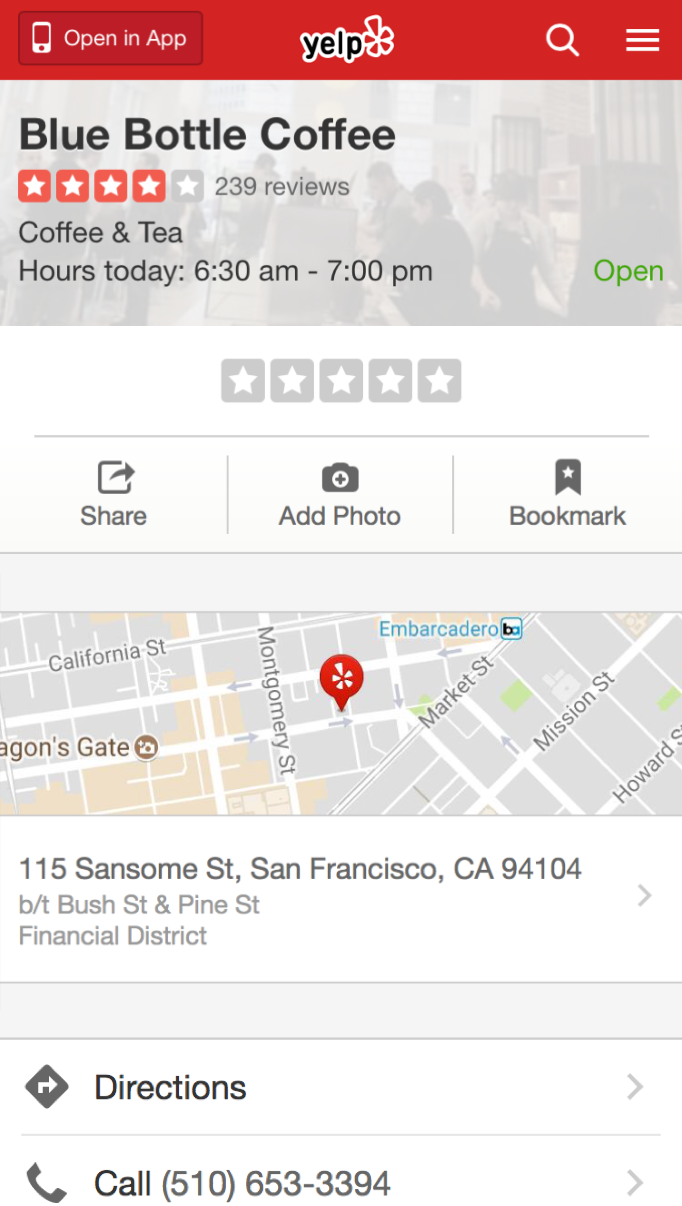 Open in App
yelp
Blue Bottle Coffee
239 reviews
Coffee & Tea
Hours today: 6:30 am - 7:00 pm
Open
Share
Add Photo
Bookmark
Embarcadero
ba
California St
Montgomery St
Market St
Mission St
agon's Gate
Howard S
115 Sansome St, San Francisco, CA 94104
b/t Bush St & Pine St
Financial District
Directions
Call (510) 653-3394